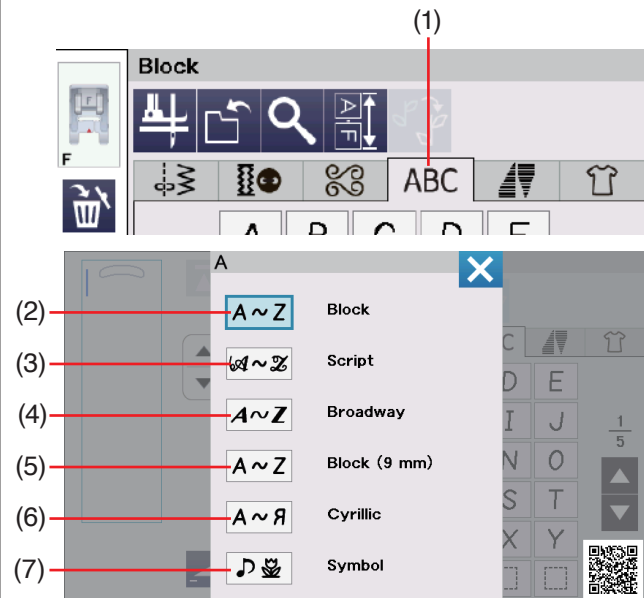 (1)
Block
F
A F
ABC
A B C D E
A
(2) A~Z Block
(3) A~Z Script
C
D E
(4) A~Z Broadway
I J
1
5
(5) A~Z Block (9 mm)
N O
S T
(6) A~Я Cyrillic
X Y
(7) Symbol